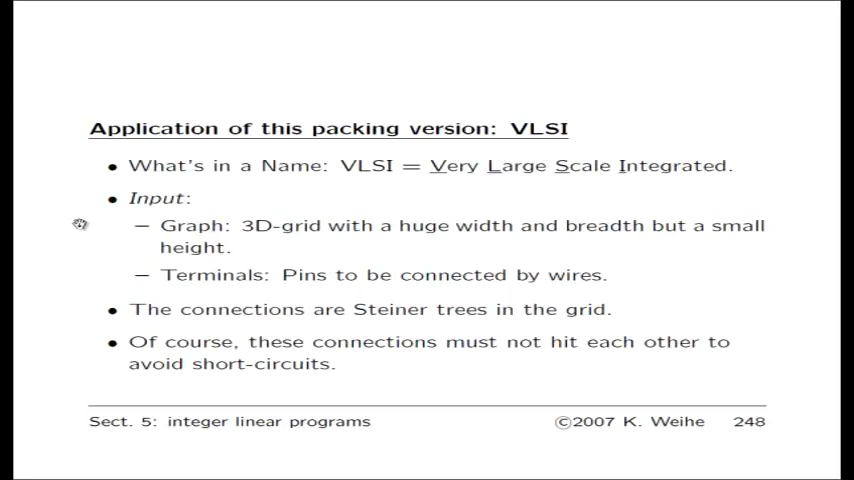 Application of this packing version: VLSI
• What's in a Name: VLSI = Very Large Scale Integrated.
• Input:
– Graph: 3D-grid with a huge width and breadth but a small
height.
– Terminals: Pins to be connected by wires.
• The connections are Steiner trees in the grid.
• Of course, these connections must not hit each other to
avoid short-circuits.
Sect. 5: integer linear programs ©2007 K. Weihe 248